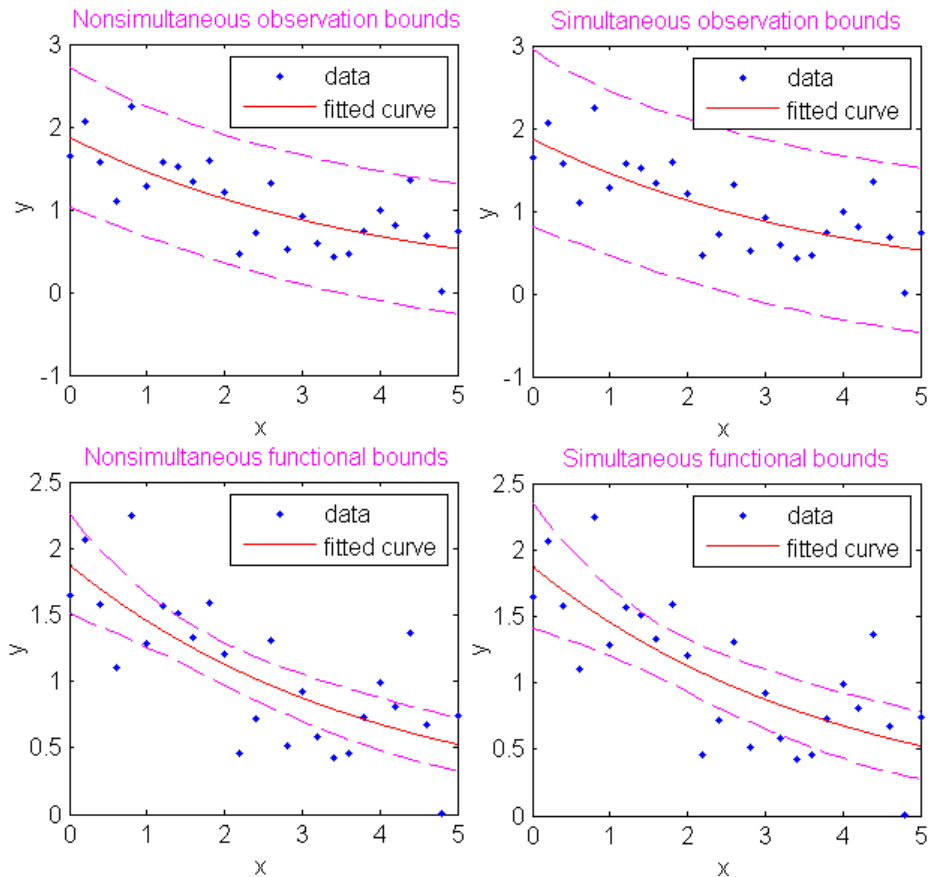 Nonsimultaneous observation bounds
3
2
1
0
-1
y
data
fitted curve
0 1 2 3 4 5
x
Simultaneous observation bounds
3
2
1
0
-1
y
data
fitted curve
0 1 2 3 4 5
x
Nonsimultaneous functional bounds
2.5
2
1.5
1
0.5
0
y
data
fitted curve
0 1 2 3 4 5
x
Simultaneous functional bounds
2.5
2
1.5
1
0.5
0
y
data
fitted curve
0 1 2 3 4 5
x